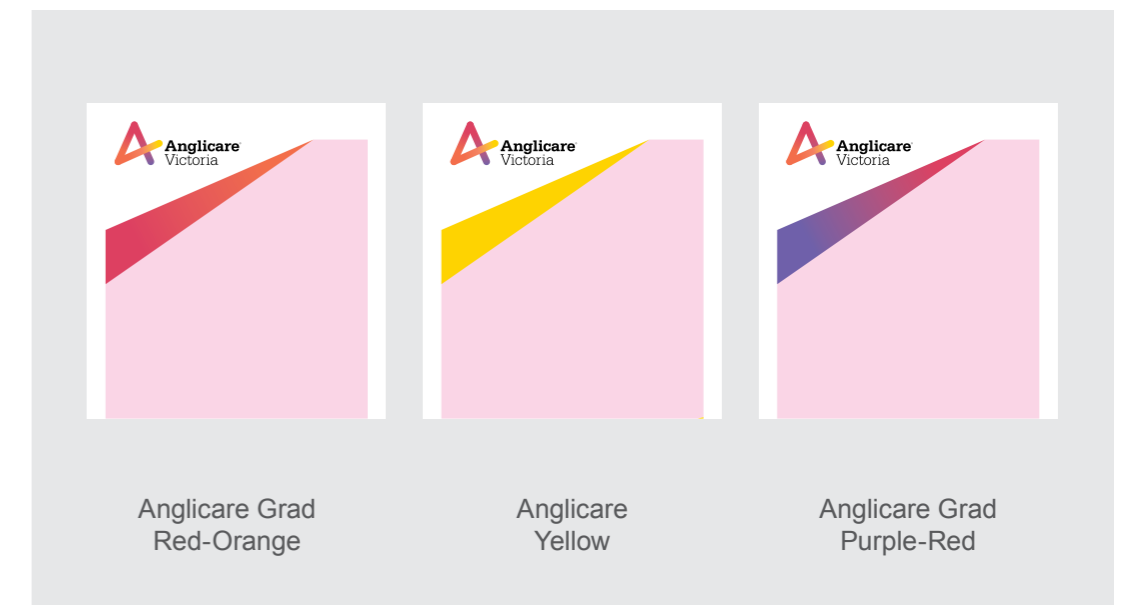 Anglicare
Victoria
Anglicare
Victoria
Anglicare
Victoria
Anglicare Grad
Red-Orange
Anglicare
Yellow
Anglicare Grad
Purple-Red